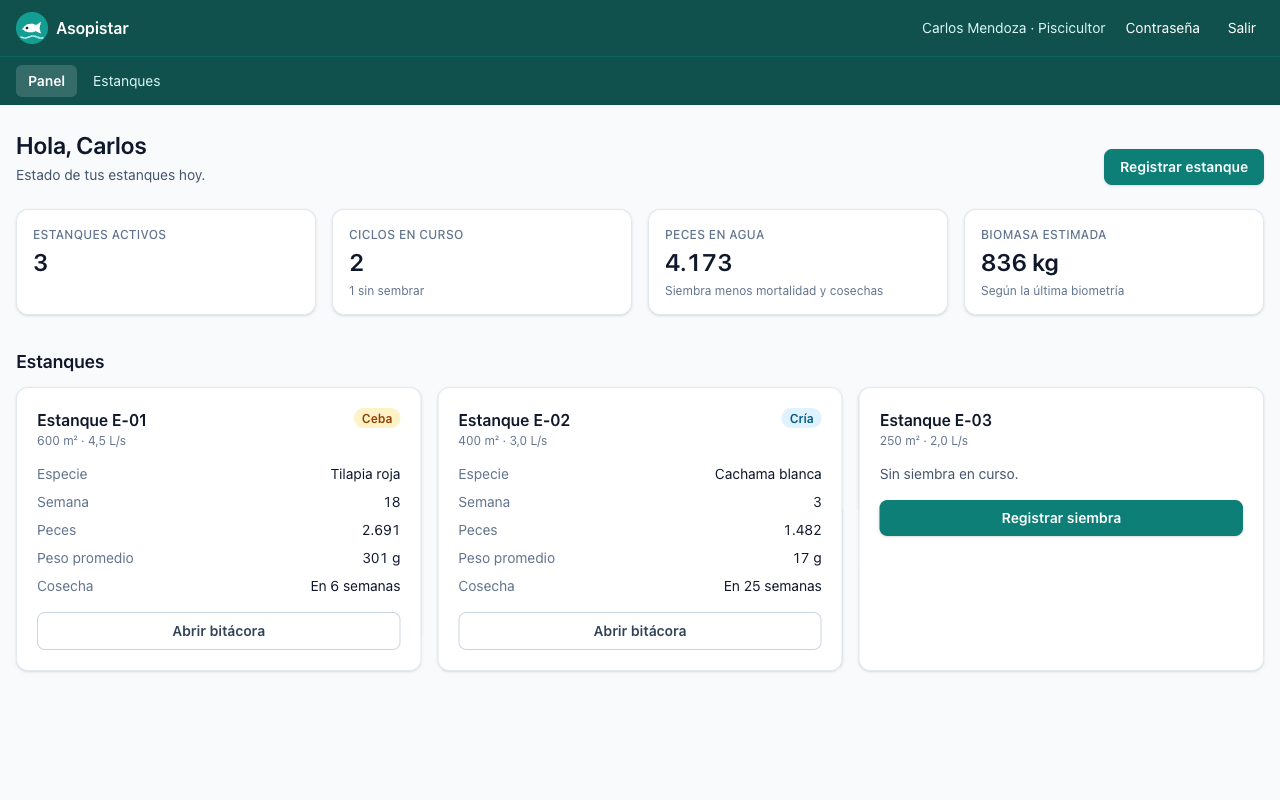 Asopistar
Carlos Mendoza · Piscicultor
Contraseña
Salir
Panel
Estanques
Hola, Carlos
Estado de tus estanques hoy.
Registrar estanque
ESTANQUES ACTIVOS
3
CICLOS EN CURSO
2
1 sin sembrar
PECES EN AGUA
4.173
Siembra menos mortalidad y cosechas
BIOMASA ESTIMADA
836 kg
Según la última biometría
Estanques
Estanque E-01
Ceba
600 m² · 4,5 L/s
Especie Tilapia roja
Semana 18
Peces 2.691
Peso promedio 301 g
Cosecha En 6 semanas
Abrir bitácora
Estanque E-02
Cría
400 m² · 3,0 L/s
Especie Cachama blanca
Semana 3
Peces 1.482
Peso promedio 17 g
Cosecha En 25 semanas
Abrir bitácora
Estanque E-03
250 m² · 2,0 L/s
Sin siembra en curso.
Registrar siembra